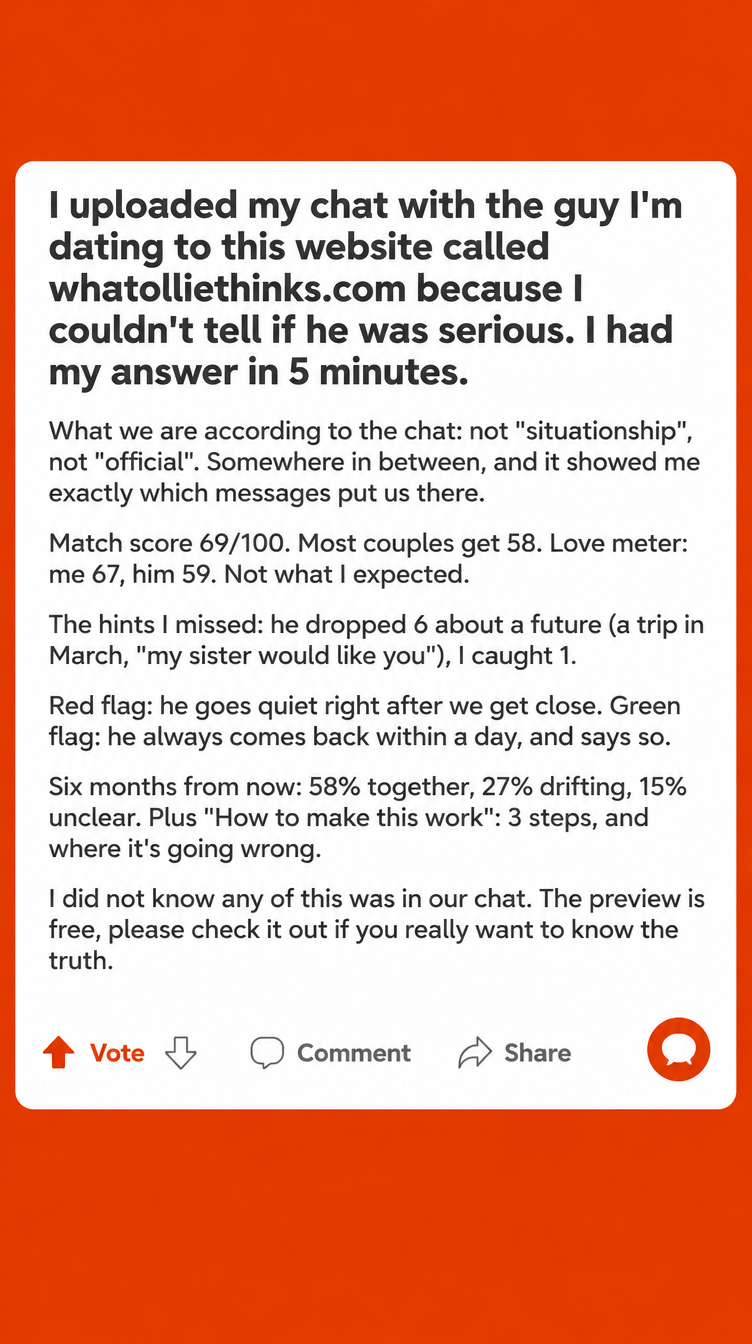 I uploaded my chat with the guy I'm
dating to this website called
whatolliethinks.com because I
couldn't tell if he was serious. I had
my answer in 5 minutes.
What we are according to the chat: not "situationship",
not "official". Somewhere in between, and it showed me
exactly which messages put us there.
Match score 69/100. Most couples get 58. Love meter:
me 67, him 59. Not what I expected.
The hints I missed: he dropped 6 about a future (a trip in
March, "my sister would like you"), I caught 1.
Red flag: he goes quiet right after we get close. Green
flag: he always comes back within a day, and says so.
Six months from now: 58% together, 27% drifting, 15%
unclear. Plus "How to make this work": 3 steps, and
where it's going wrong.
I did not know any of this was in our chat. The preview is
free, please check it out if you really want to know the
truth.
Vote Comment Share